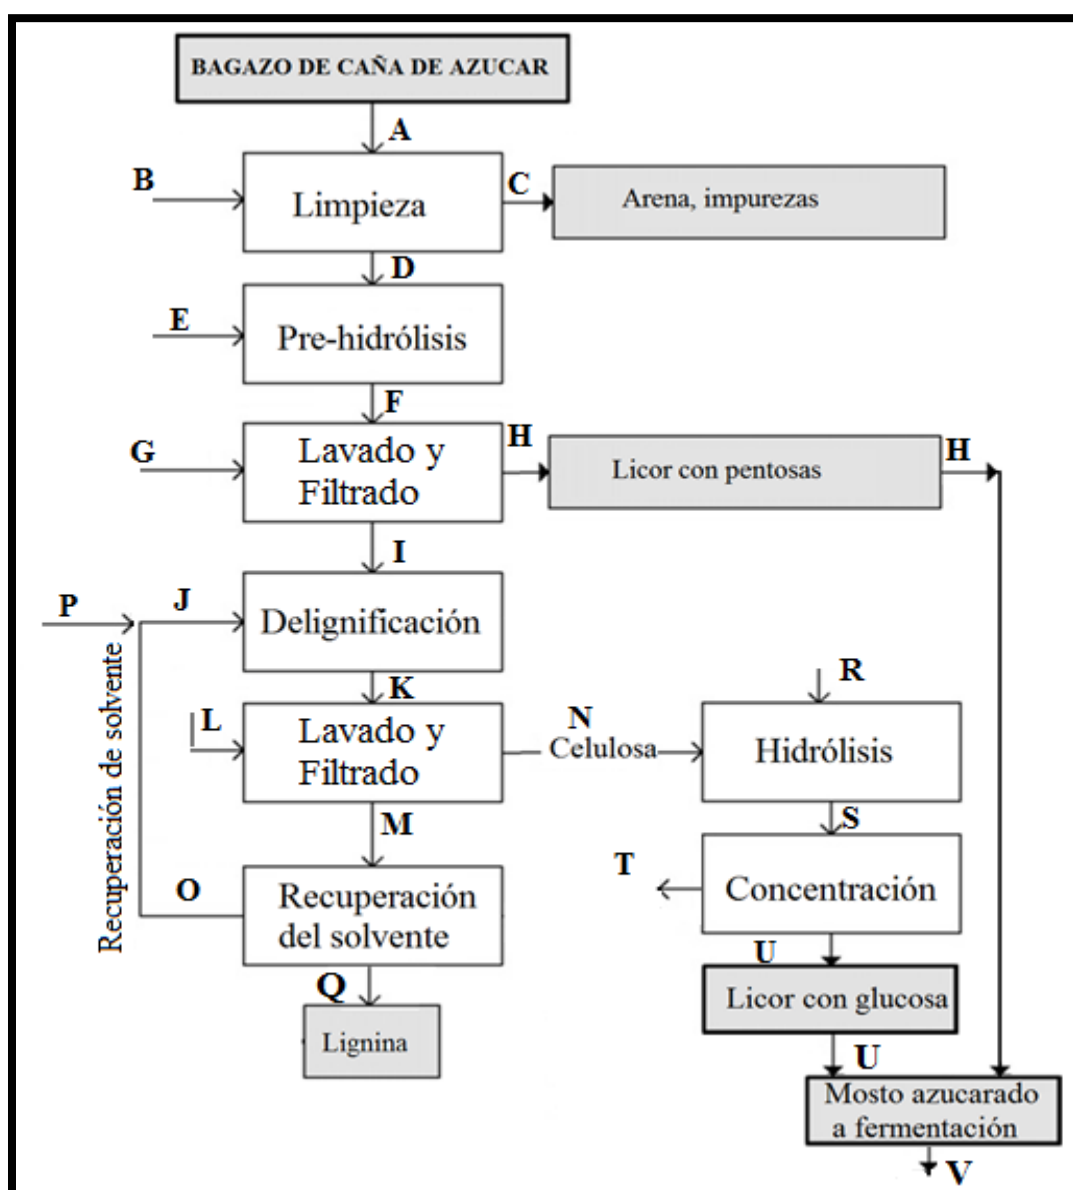 BAGAZO DE CAÑA DE AZUCAR
A
B
Limpieza
C
Arena, impurezas
D
E
Pre-hidrólisis
F
G
Lavado y
Filtrado
H
Licor con pentosas
H
I
P
J
Delignificación
Recuperación de solvente
K
L
Lavado y
Filtrado
N
Celulosa
R
Hidrólisis
M
S
O
Recuperación
del solvente
T
Concentración
Q
Lignina
U
Licor con glucosa
U
Mosto azucarado
a fermentación
V